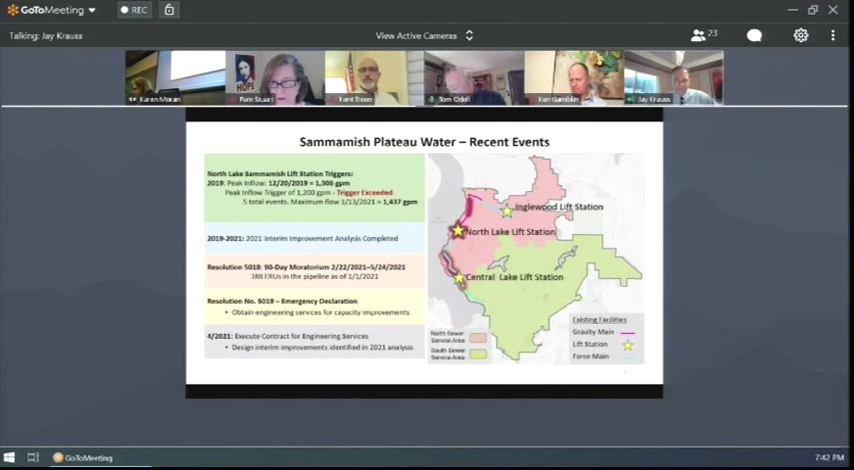 GoToMeeting
REC
Talking: Jay Krauss
View Active Cameras
23
Karen Moran
HOPE
Pam Stuart
Kent Treen
Tom Odell
Ken Gamblin
Jay Krauss
Sammamish Plateau Water – Recent Events
North Lake Sammamish Lift Station Triggers:
2019: Peak Inflow: 12/20/2019 = 1,306 gpm
Peak Inflow Trigger of 1,200 gpm - Trigger Exceeded
5 total events. Maximum flow 1/13/2021 = 1,437 gpm
2019-2021: 2021 Interim Improvement Analysis Completed
Resolution 5018: 90-Day Moratorium 2/22/2021–5/24/2021
388 ERUs in the pipeline as of 1/1/2021
Resolution No. 5019 – Emergency Declaration
• Obtain engineering services for capacity improvements
4/2021: Execute Contract for Engineering Services
• Design interim improvements identified in 2021 analysis
Inglewood Lift Station
North Lake Lift Station
Central Lake Lift Station
North Sewer
Service Area
South Sewer
Service Area
Existing Facilities
Gravity Main
Lift Station
Force Main
GoToMeeting
7:42 PM